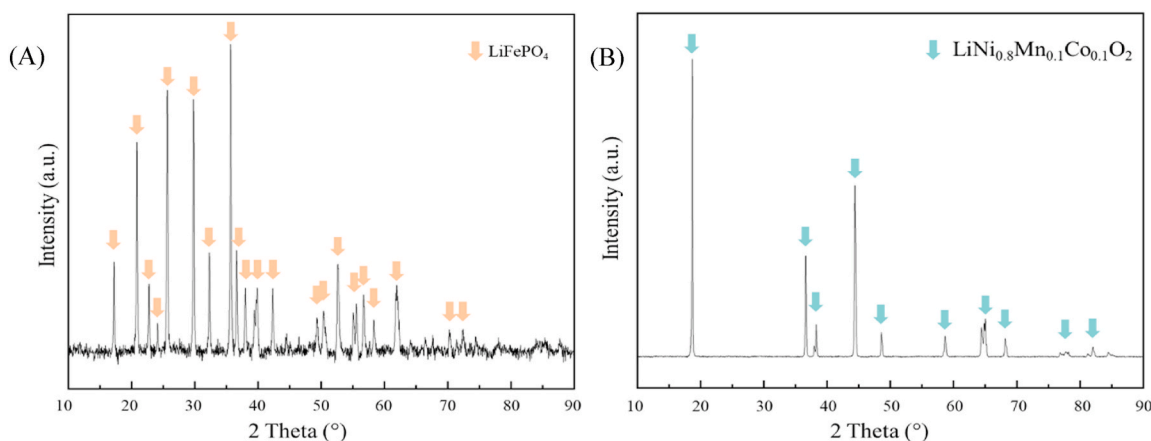 (A)
LiFePO₄
Intensity (a.u.)
10 20 30 40 50 60 70 80 90
2 Theta (°)
(B)
LiNi₀.₈Mn₀.₁Co₀.₁O₂
Intensity (a.u.)
10 20 30 40 50 60 70 80 90
2 Theta (°)